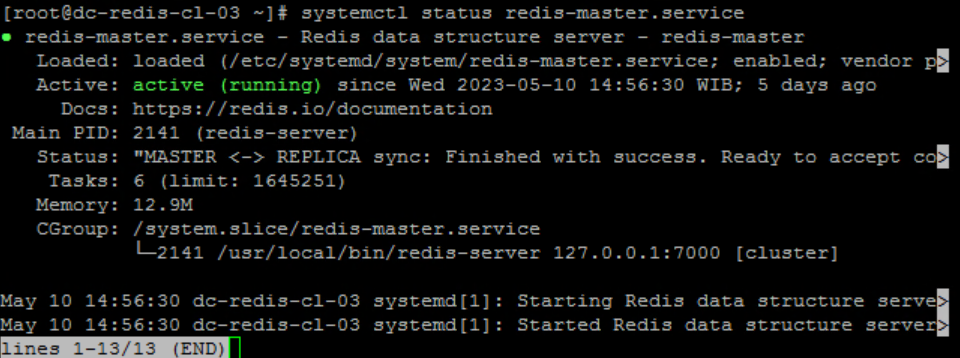 [root@dc-redis-cl-03 ~]# systemctl status redis-master.service
● redis-master.service - Redis data structure server - redis-master
   Loaded: loaded (/etc/systemd/system/redis-master.service; enabled; vendor p>
   Active: active (running) since Wed 2023-05-10 14:56:30 WIB; 5 days ago
     Docs: https://redis.io/documentation
 Main PID: 2141 (redis-server)
   Status: "MASTER <-> REPLICA sync: Finished with success. Ready to accept co>
    Tasks: 6 (limit: 1645251)
   Memory: 12.9M
   CGroup: /system.slice/redis-master.service
           └─2141 /usr/local/bin/redis-server 127.0.0.1:7000 [cluster]

May 10 14:56:30 dc-redis-cl-03 systemd[1]: Starting Redis data structure serve>
May 10 14:56:30 dc-redis-cl-03 systemd[1]: Started Redis data structure server>
lines 1-13/13 (END)